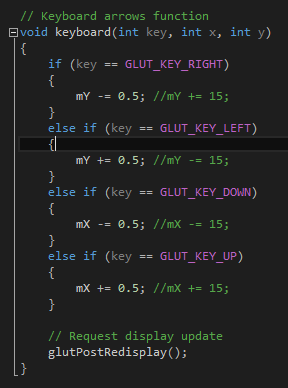 // Keyboard arrows function
void keyboard(int key, int x, int y)
{
    if (key == GLUT_KEY_RIGHT)
    {
        mY -= 0.5; //mY += 15;
    }
    else if (key == GLUT_KEY_LEFT)
    {
        mY += 0.5; //mY -= 15;
    }
    else if (key == GLUT_KEY_DOWN)
    {
        mX -= 0.5; //mX -= 15;
    }
    else if (key == GLUT_KEY_UP)
    {
        mX += 0.5; //mX += 15;
    }

    // Request display update
    glutPostRedisplay();
}